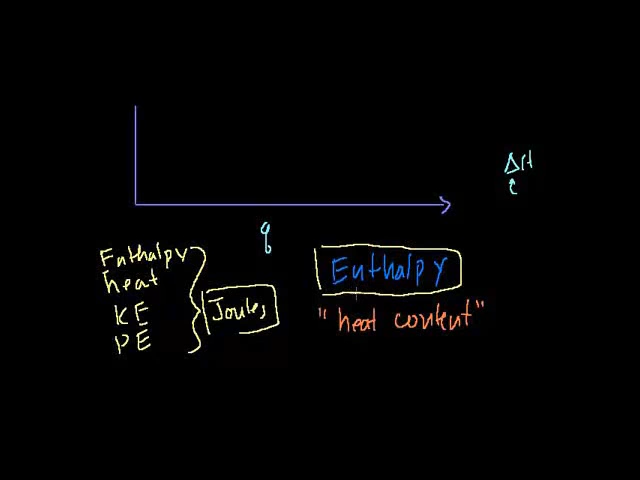 ΔH
q
Enthalpy
heat
KE
PE
Joules
Enthalpy
"heat content"